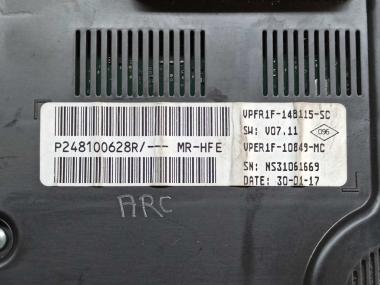 VPFR1F-14B115-SC
SW: V07.11
096
P248100628R/--- MR-HFE
VPER1F-10849-MC
SN: NS31061669
DATE: 30-01-17
ARC